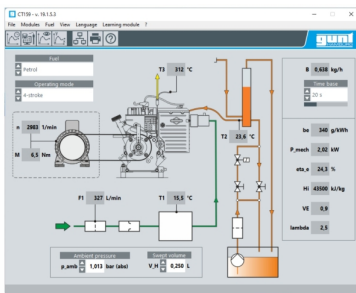 CT159 - v. 19.1.5.3
File Modules Fuel View Language Learning module ?
gunt
Fuel
Petrol
Operating mode
4-stroke
T3 312 °C
B 0,638 kg/h
Time base
20 s
n 2983 1/min
M 6,5 Nm
T2 23,6 °C
be 340 g/kWh
P_mech 2,02 kW
eta_e 24,3 %
Hi 43500 kJ/kg
VE 0,9
lambda 2,5
F1 327 L/min
T1 15,5 °C
Ambient pressure
p_amb 1,013 bar (abs)
Swept volume
V_H 0,250 L